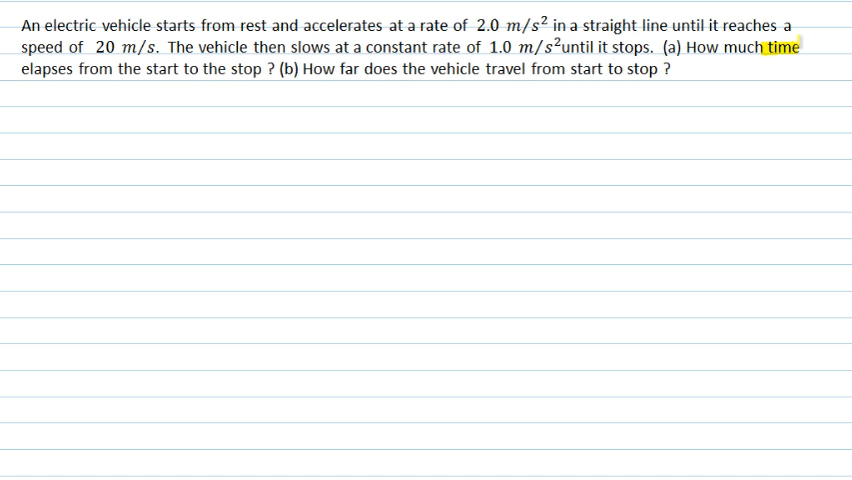 An electric vehicle starts from rest and accelerates at a rate of 2.0 m/s² in a straight line until it reaches a
speed of 20 m/s. The vehicle then slows at a constant rate of 1.0 m/s²until it stops. (a) How much time
elapses from the start to the stop ? (b) How far does the vehicle travel from start to stop ?